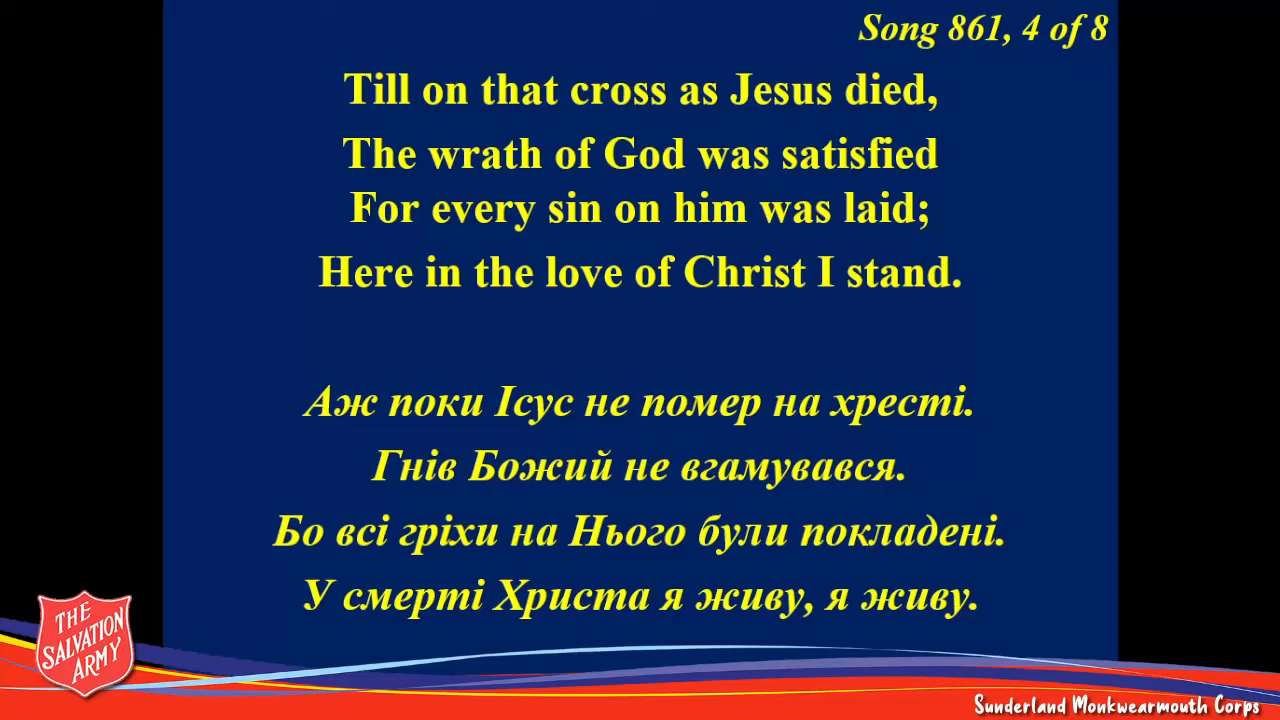 Song 861, 4 of 8
Till on that cross as Jesus died,
The wrath of God was satisfied
For every sin on him was laid;
Here in the love of Christ I stand.
Аж поки Ісус не помер на хресті.
Гнів Божий не вгамувався.
Бо всі гріхи на Нього були покладені.
У смерті Христа я живу, я живу.
THE
SALVATION
ARMY
Sunderland Monkwearmouth Corps